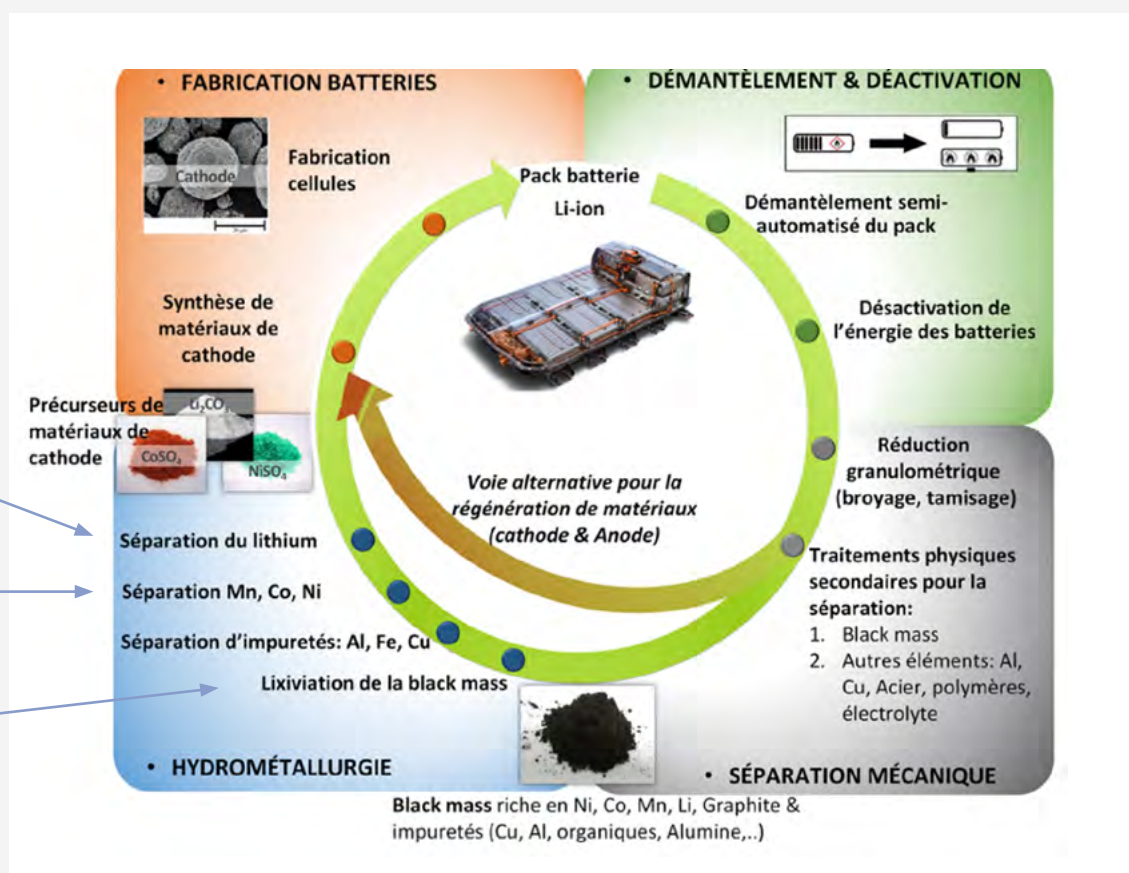 • FABRICATION BATTERIES
Cathode
Fabrication
cellules
Synthèse de
matériaux de
cathode
Précurseurs de
matériaux de
cathode
Li₂CO₃
CoSO₄
NiSO₄
• DÉMANTÈLEMENT & DÉACTIVATION
Pack batterie
Li-ion
Démantèlement semi-
automatisé du pack
Désactivation de
l'énergie des batteries
Réduction
granulométrique
(broyage, tamisage)
Traitements physiques
secondaires pour la
séparation:
1. Black mass
2. Autres éléments: Al,
Cu, Acier, polymères,
électrolyte
• SÉPARATION MÉCANIQUE
Voie alternative pour la
régénération de matériaux
(cathode & Anode)
Séparation du lithium
Séparation Mn, Co, Ni
Séparation d'impuretés: Al, Fe, Cu
Lixiviation de la black mass
• HYDROMÉTALLURGIE
Black mass riche en Ni, Co, Mn, Li, Graphite &
impuretés (Cu, Al, organiques, Alumine,..)